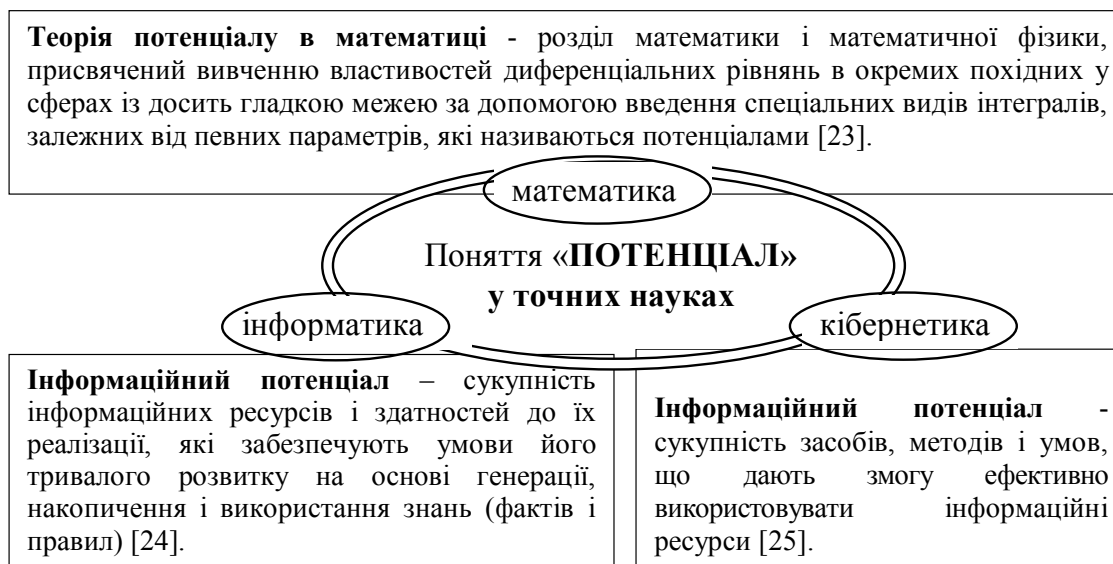 Теорія потенціалу в математиці - розділ математики і математичної фізики,
присвячений вивченню властивостей диференціальних рівнянь в окремих похідних у
сферах із досить гладкою межею за допомогою введення спеціальних видів інтегралів,
залежних від певних параметрів, які називаються потенціалами [23].
математика
Поняття «ПОТЕНЦІАЛ»
у точних науках
інформатика
кібернетика
Інформаційний потенціал – сукупність
інформаційних ресурсів і здатностей до їх
реалізації, які забезпечують умови його
тривалого розвитку на основі генерації,
накопичення і використання знань (фактів і
правил) [24].
Інформаційний потенціал -
сукупність засобів, методів і умов,
що дають змогу ефективно
використовувати інформаційні
ресурси [25].